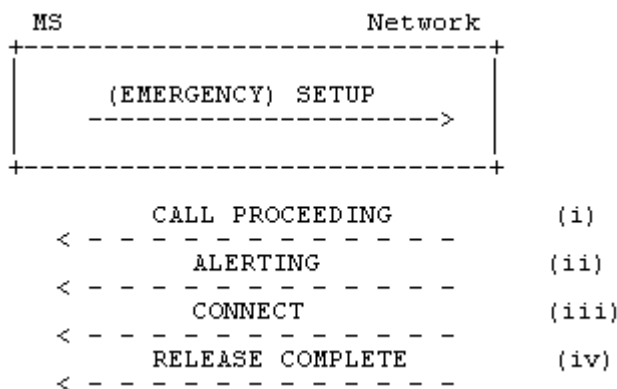 MS Network
(EMERGENCY) SETUP
CALL PROCEEDING (i)
ALERTING (ii)
CONNECT (iii)
RELEASE COMPLETE (iv)